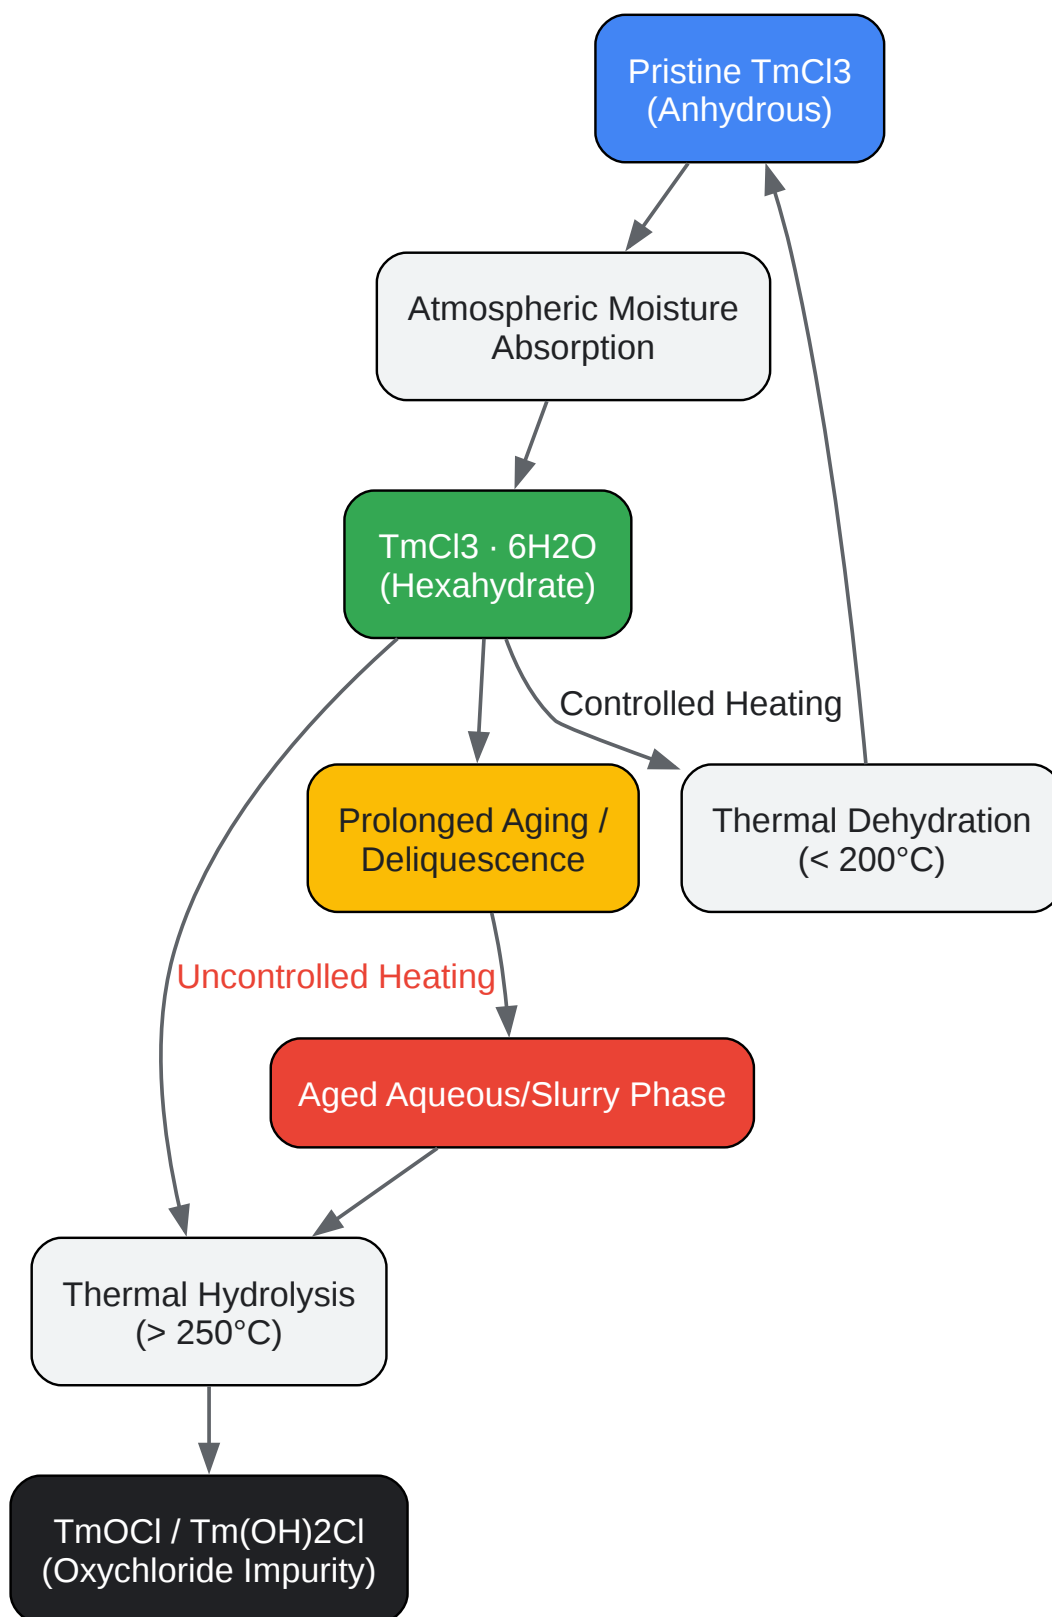 Pristine TmCl3
(Anhydrous)
Atmospheric Moisture
Absorption
TmCl3 · 6H2O
(Hexahydrate)
Controlled Heating
Prolonged Aging /
Deliquescence
Thermal Dehydration
(< 200°C)
Uncontrolled Heating
Aged Aqueous/Slurry Phase
Thermal Hydrolysis
(> 250°C)
TmOCl / Tm(OH)2Cl
(Oxychloride Impurity)